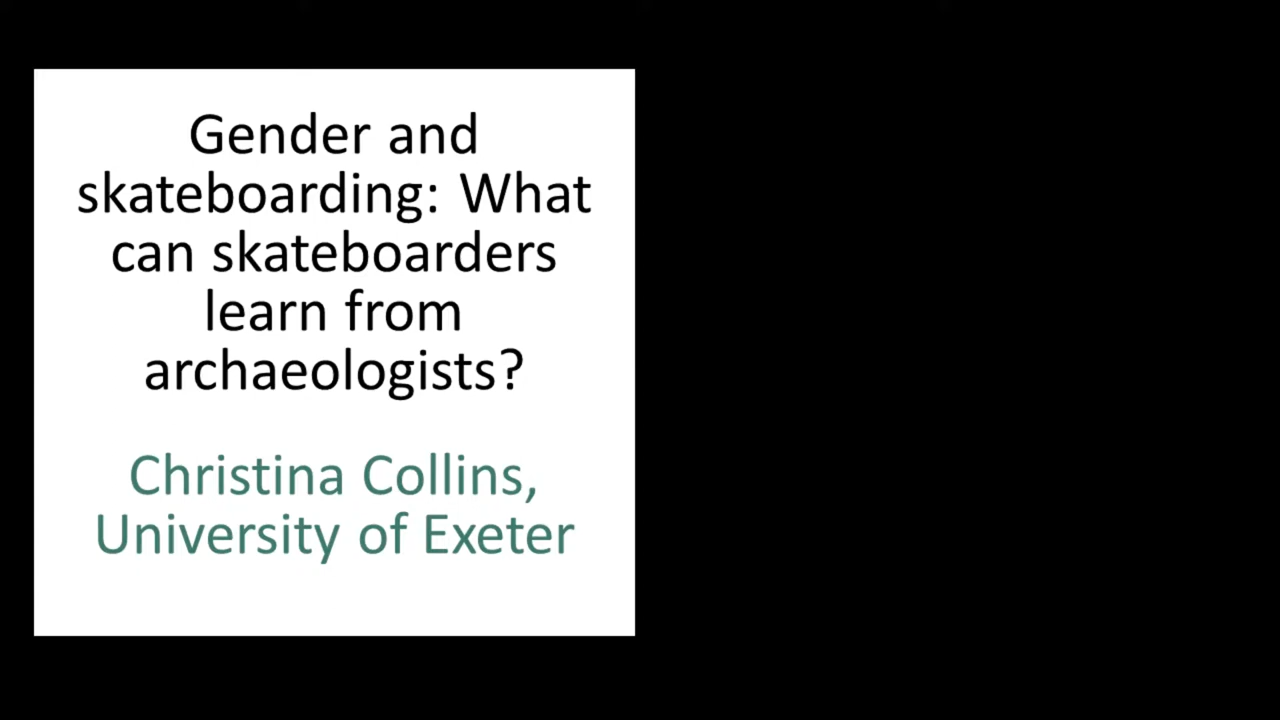 Gender and
skateboarding: What
can skateboarders
learn from
archaeologists?
Christina Collins,
University of Exeter